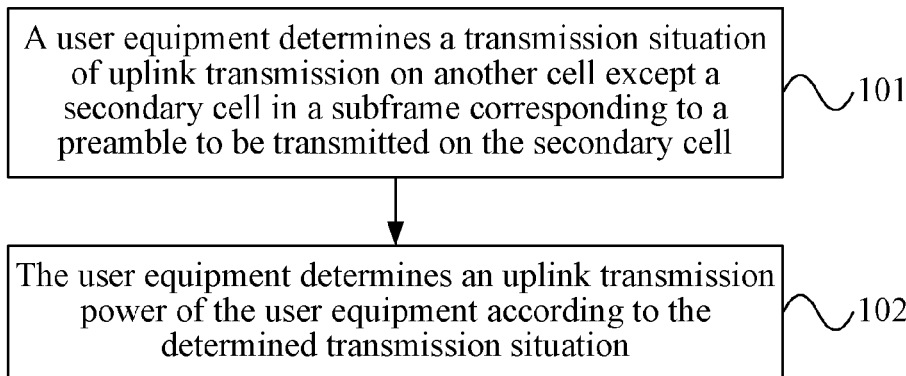 A user equipment determines a transmission situation
of uplink transmission on another cell except a
secondary cell in a subframe corresponding to a
preamble to be transmitted on the secondary cell
101
The user equipment determines an uplink transmission
power of the user equipment according to the
determined transmission situation
102